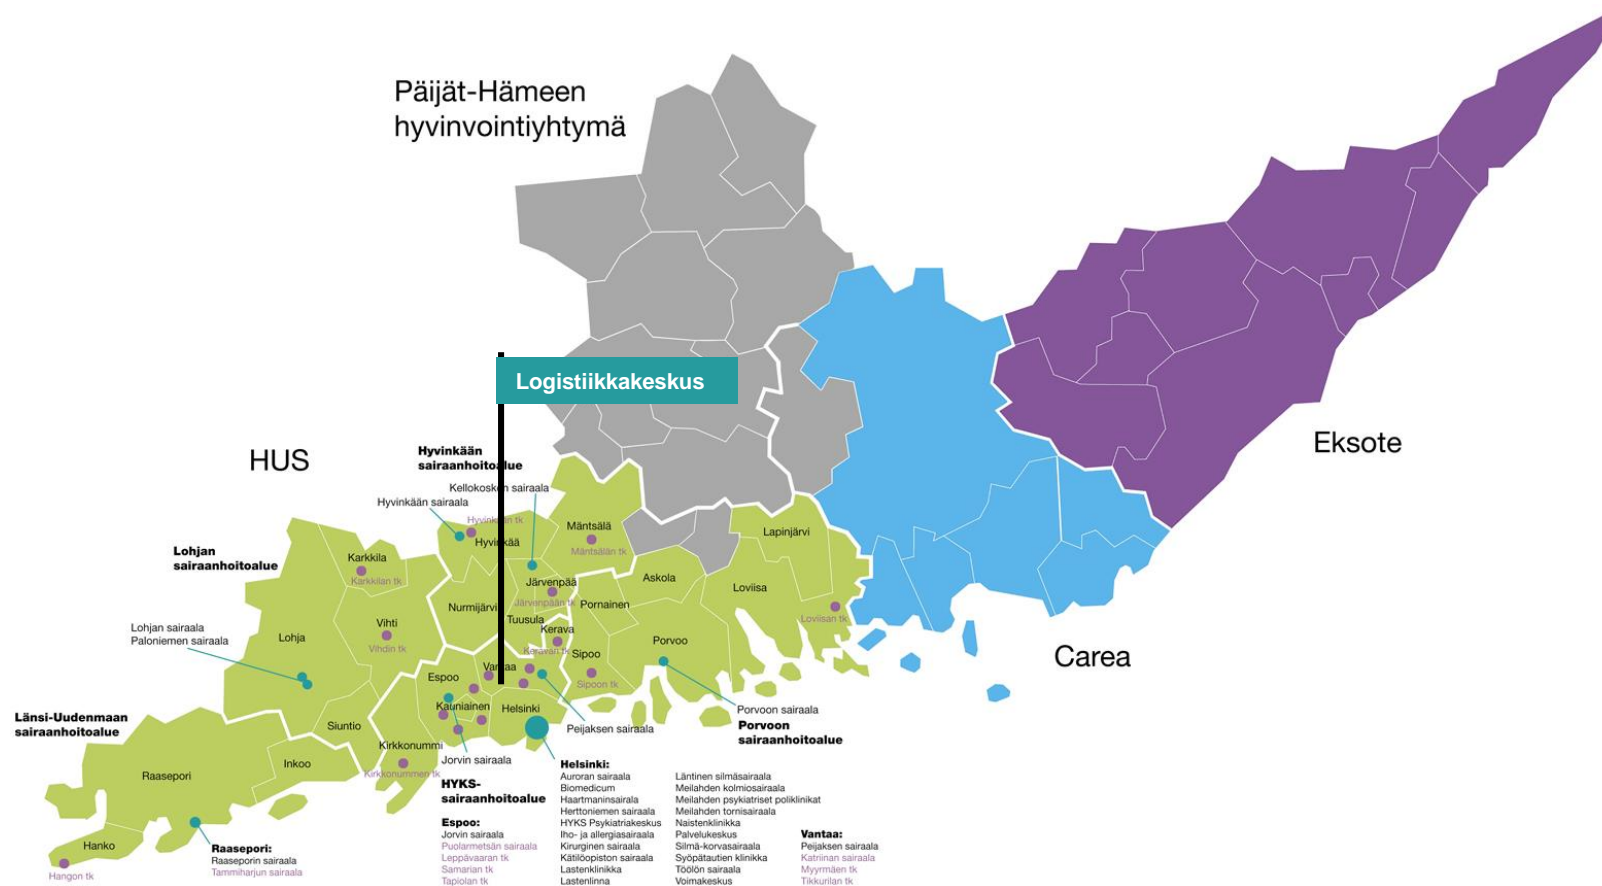 Päijät-Hämeen
hyvinvointiyhtymä
Logistiikkakeskus
HUS
Eksote
Carea
Hyvinkään
sairaanhoitoalue
Kellokosken sairaala
Hyvinkään sairaala
Hyvinkään tk
Hyvinkää
Mäntsälä
Mäntsälän tk
Lapinjärvi
Lohjan
sairaanhoitoalue
Karkkila
Karkkilan tk
Järvenpää
Järvenpään tk
Askola
Loviisa
Loviisan tk
Nurmijärvi
Pornainen
Tuusula
Kerava
Keravan tk
Vihti
Vihdin tk
Lohjan sairaala
Paloniemen sairaala
Lohja
Porvoo
Sipoo
Sipoon tk
Vantaa
Espoo
Kauniainen
Helsinki
Länsi-Uudenmaan
sairaanhoitoalue
Siuntio
Kirkkonummi
Kirkkonummen tk
Peijaksen sairaala
Porvoon sairaala
Porvoon
sairaanhoitoalue
Jorvin sairaala
Inkoo
Raasepori
Hanko
Hangon tk
Raasepori:
Raaseporin sairaala
Tammiharjun sairaala
HYKS-
sairaanhoitoalue
Espoo:
Jorvin sairaala
Puolarmetsän sairaala
Leppävaaran tk
Samarian tk
Tapiolan tk
Helsinki:
Auroran sairaala
Biomedicum
Haartmaninsairala
Herttoniemen sairaala
HYKS Psykiatriakeskus
Iho- ja allergiasairaala
Kirurginen sairaala
Kätilöopiston sairaala
Lastenklinikka
Lastenlinna
Läntinen silmäsairaala
Meilahden kolmiosairaala
Meilahden psykiatriset poliklinikat
Meilahden tornisairaala
Naistenklinikka
Palvelukeskus
Silmä-korvasairaala
Syöpätautien klinikka
Töölön sairaala
Voimakeskus
Vantaa:
Peijaksen sairaala
Katriinan sairaala
Myyrmäen tk
Tikkurilan tk